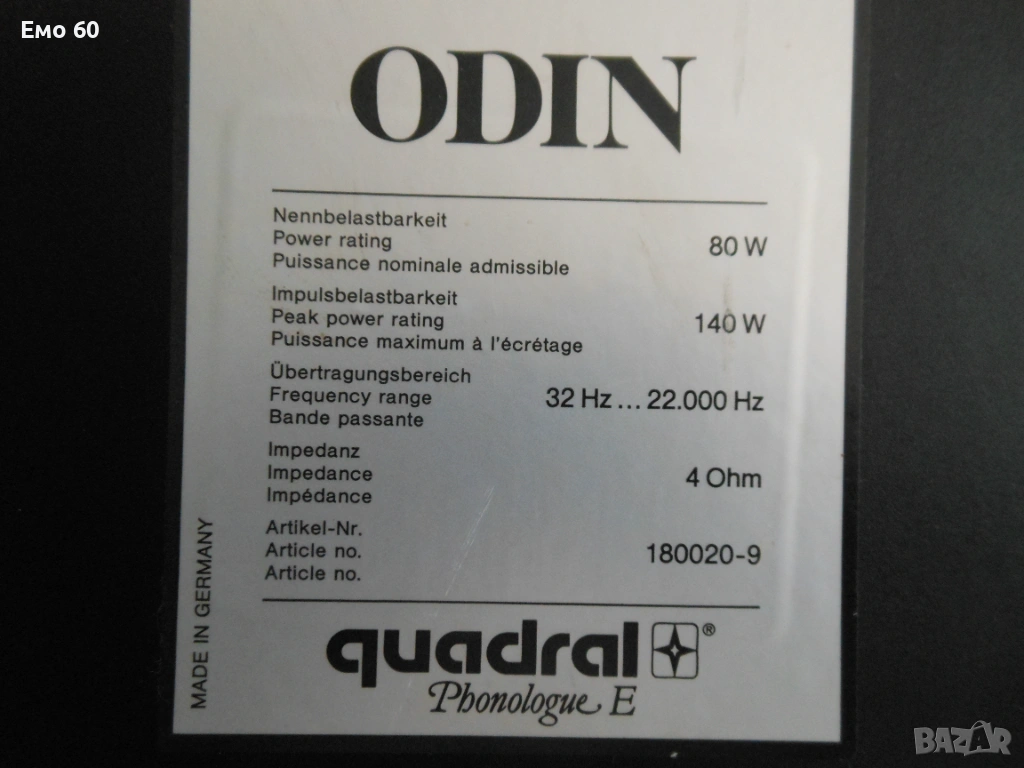 Емо 60
ODIN
Nennbelastbarkeit
Power rating
80 W
Puissance nominale admissible
Impulsbelastbarkeit
Peak power rating
140 W
Puissance maximum à l'écrétage
Übertragungsbereich
Frequency range
32 Hz ... 22.000 Hz
Bande passante
Impedanz
Impedance
4 Ohm
Impédance
Artikel-Nr.
Article no.
180020-9
Article no.
MADE IN GERMANY
quadral ®
Phonologue E
BAZAR